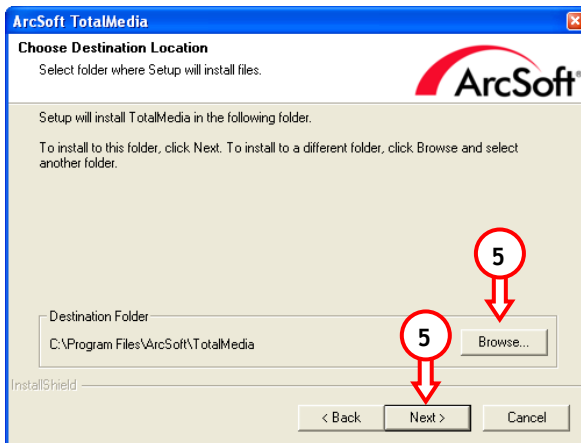 ArcSoft TotalMedia
Choose Destination Location
Select folder where Setup will install files.
ArcSoft®
Setup will install TotalMedia in the following folder.
To install to this folder, click Next. To install to a different folder, click Browse and select
another folder.
5
Destination Folder
5
C:\Program Files\ArcSoft\TotalMedia
Browse...
InstallShield
< Back
Next >
Cancel